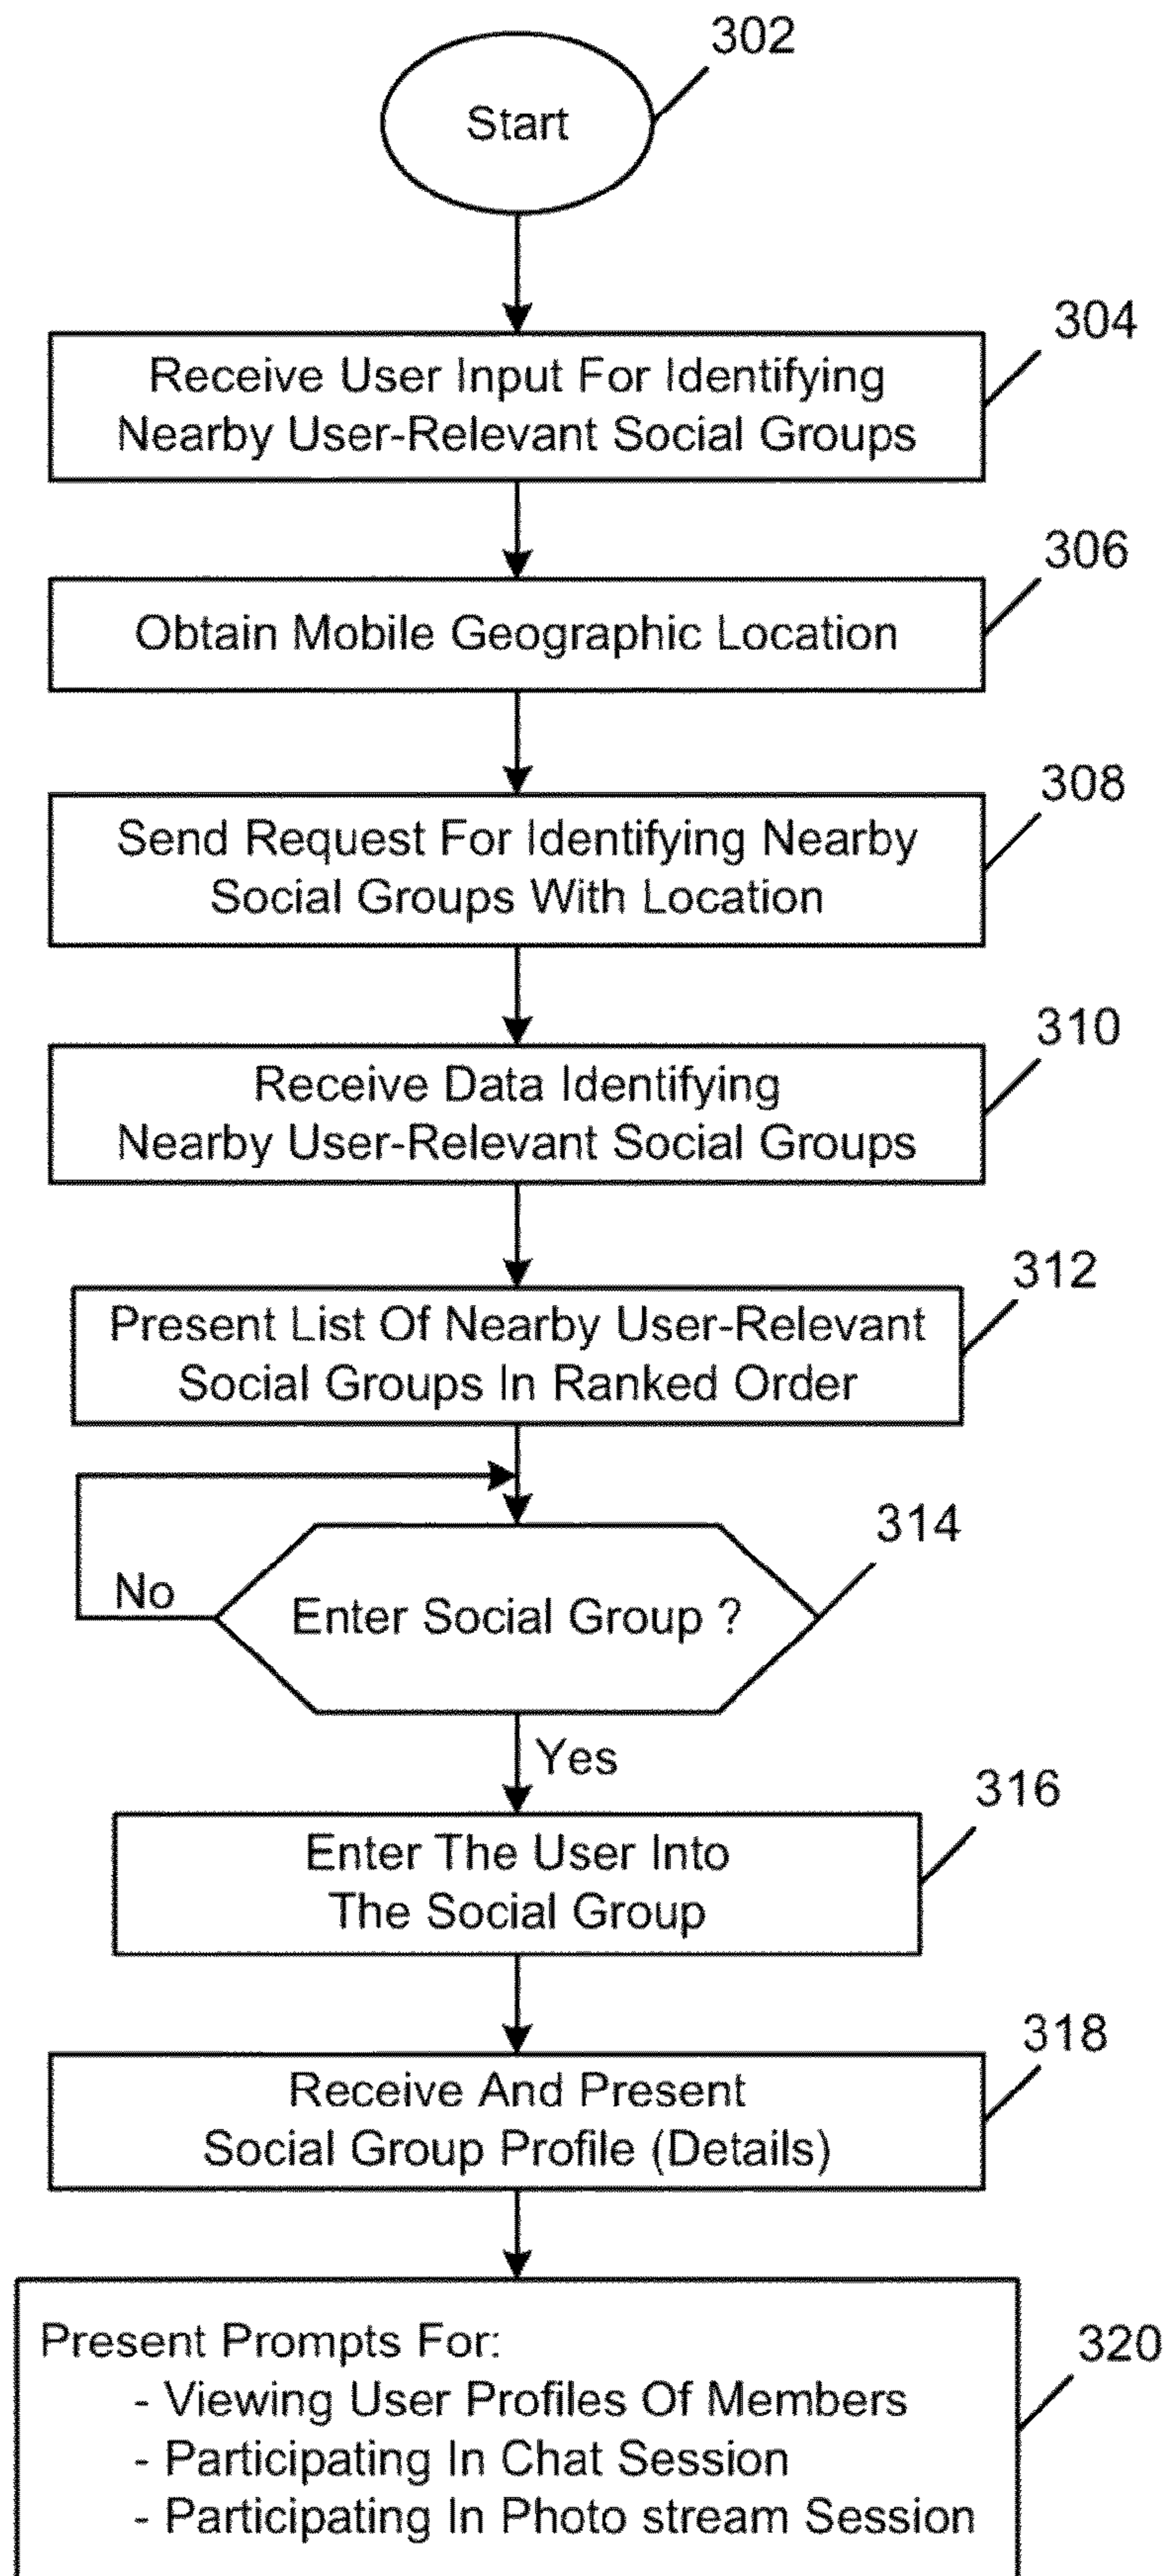 302
Start
304
Receive User Input For Identifying
Nearby User-Relevant Social Groups
306
Obtain Mobile Geographic Location
308
Send Request For Identifying Nearby
Social Groups With Location
310
Receive Data Identifying
Nearby User-Relevant Social Groups
312
Present List Of Nearby User-Relevant
Social Groups In Ranked Order
314
No
Enter Social Group ?
Yes
316
Enter The User Into
The Social Group
318
Receive And Present
Social Group Profile (Details)
320
Present Prompts For:
- Viewing User Profiles Of Members
- Participating In Chat Session
- Participating In Photo stream Session